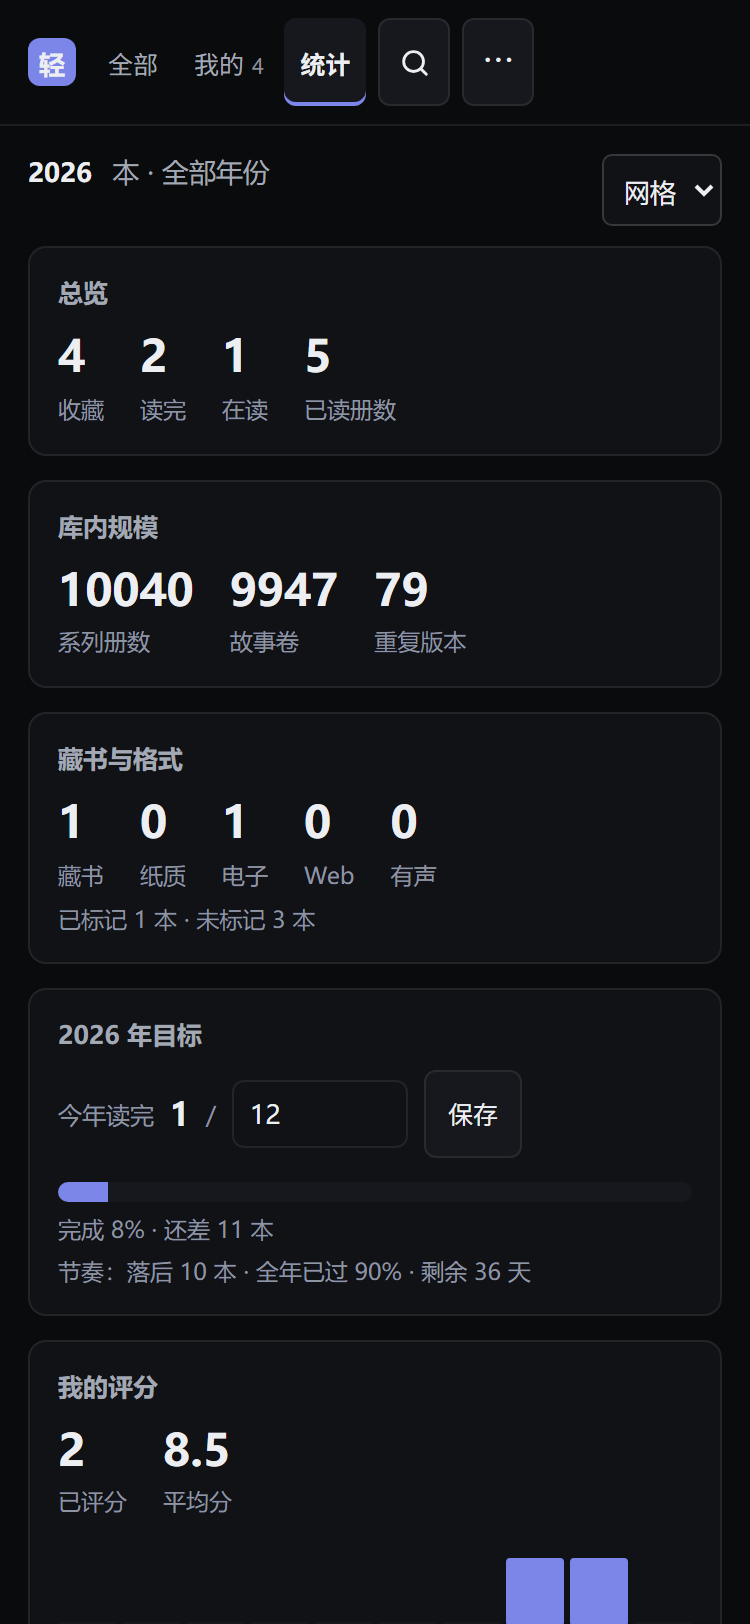 轻 全部 我的 4 统计 ···
2026 本 · 全部年份 网格
总览
4 2 1 5
收藏 读完 在读 已读册数
库内规模
10040 9947 79
系列册数 故事卷 重复版本
藏书与格式
1 0 1 0 0
藏书 纸质 电子 Web 有声
已标记 1 本 · 未标记 3 本
2026 年目标
今年读完 1 / 12 保存
完成 8% · 还差 11 本
节奏：落后 10 本 · 全年已过 90% · 剩余 36 天
我的评分
2 8.5
已评分 平均分